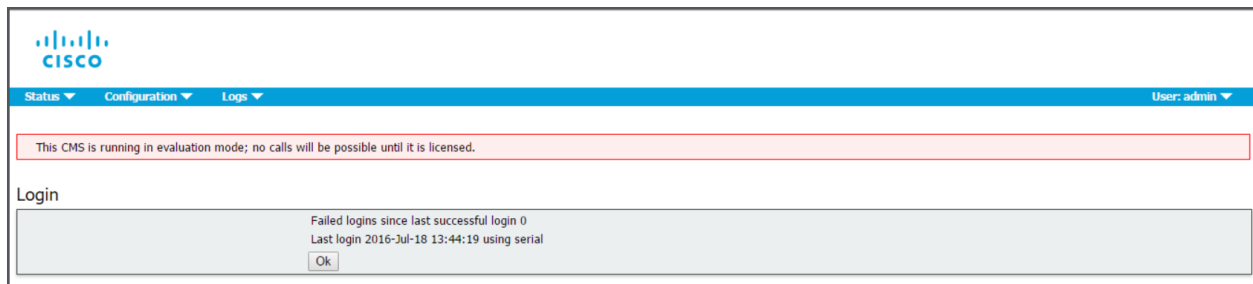 CISCO
Status Configuration Logs User: admin
This CMS is running in evaluation mode; no calls will be possible until it is licensed.
Login
Failed logins since last successful login 0
Last login 2016-Jul-18 13:44:19 using serial
Ok